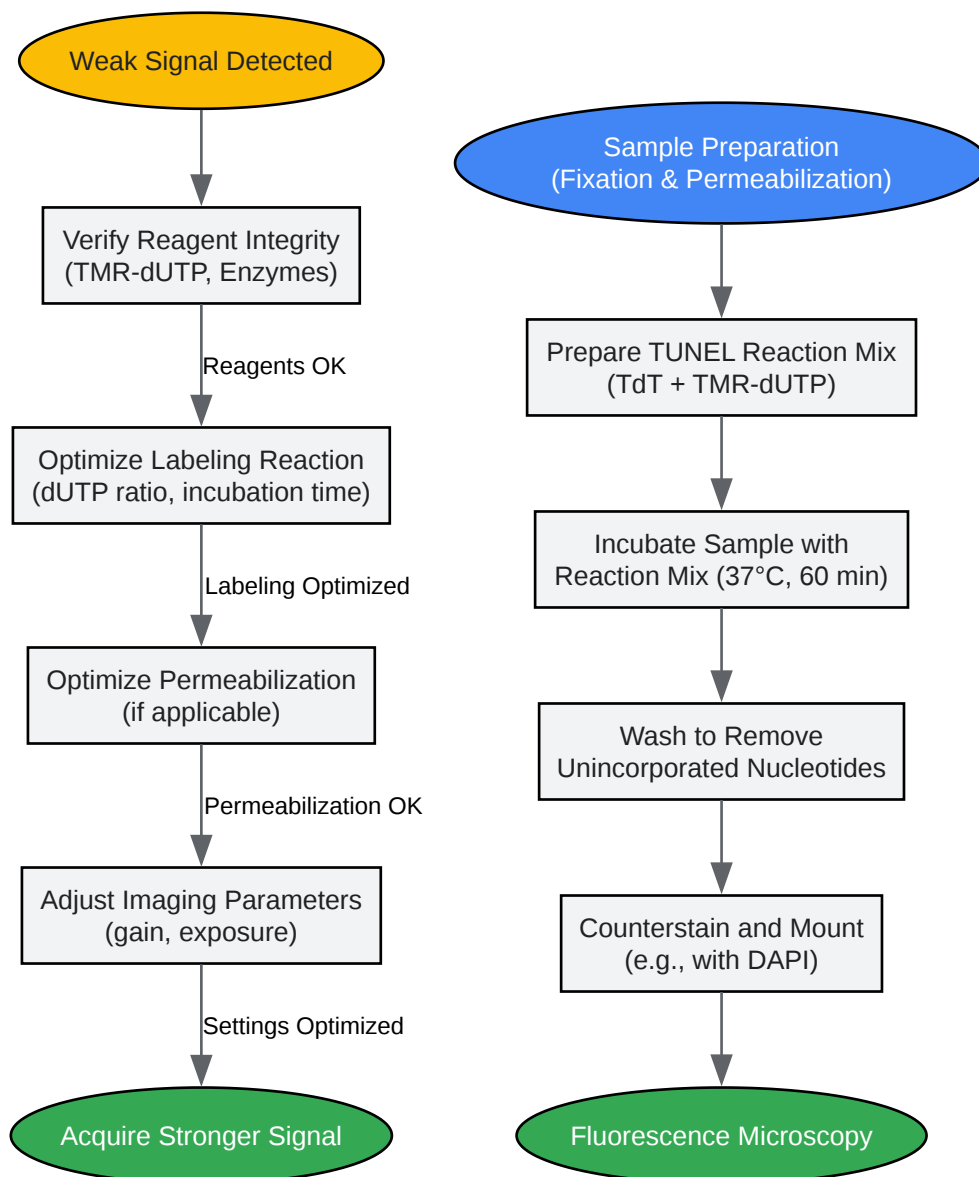 Weak Signal Detected
Verify Reagent Integrity
(TMR-dUTP, Enzymes)
Reagents OK
Optimize Labeling Reaction
(dUTP ratio, incubation time)
Labeling Optimized
Optimize Permeabilization
(if applicable)
Permeabilization OK
Adjust Imaging Parameters
(gain, exposure)
Settings Optimized
Acquire Stronger Signal
Sample Preparation
(Fixation & Permeabilization)
Prepare TUNEL Reaction Mix
(TdT + TMR-dUTP)
Incubate Sample with
Reaction Mix (37°C, 60 min)
Wash to Remove
Unincorporated Nucleotides
Counterstain and Mount
(e.g., with DAPI)
Fluorescence Microscopy